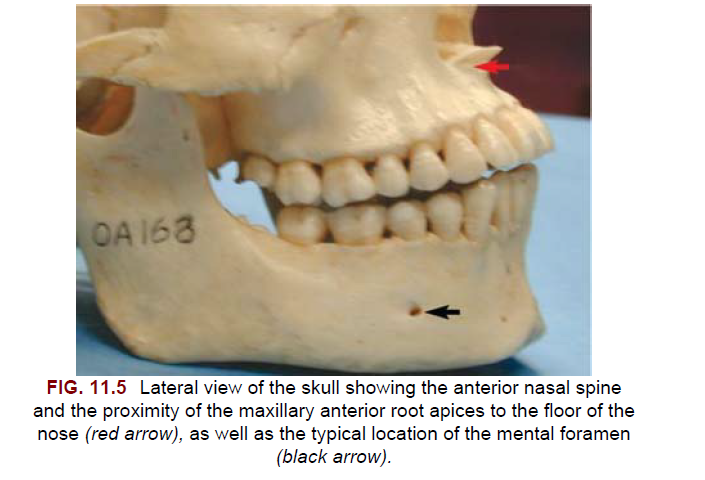 OA168
FIG. 11.5 Lateral view of the skull showing the anterior nasal spine
and the proximity of the maxillary anterior root apices to the floor of the
nose (red arrow), as well as the typical location of the mental foramen
(black arrow).